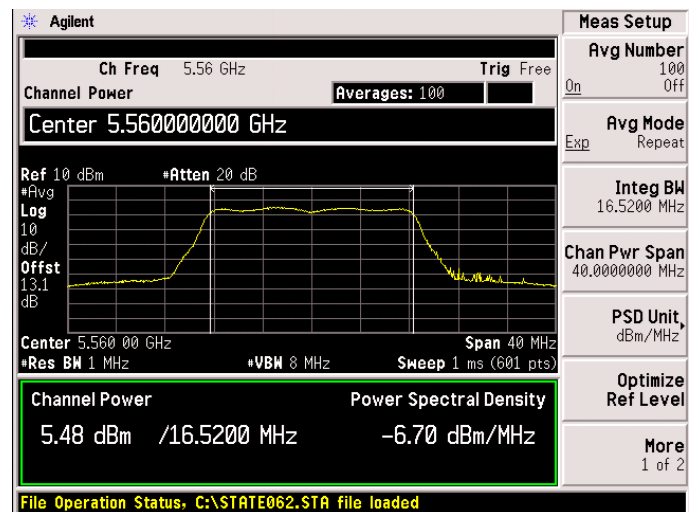 Agilent
Ch Freq 5.56 GHz Trig Free
Channel Power Averages: 100
Center 5.560000000 GHz
Ref 10 dBm #Atten 20 dB
#Avg
Log
10
dB/
Offst
13.1
dB
Center 5.560 00 GHz Span 40 MHz
#Res BW 1 MHz #VBW 8 MHz Sweep 1 ms (601 pts)
Channel Power Power Spectral Density
5.48 dBm /16.5200 MHz -6.70 dBm/MHz
File Operation Status, C:\STATE062.STA file loaded
Meas Setup
Avg Number
100
On Off
Avg Mode
Exp Repeat
Integ BW
16.5200 MHz
Chan Pwr Span
40.0000000 MHz
PSD Unit
dBm/MHz
Optimize
Ref Level
More
1 of 2